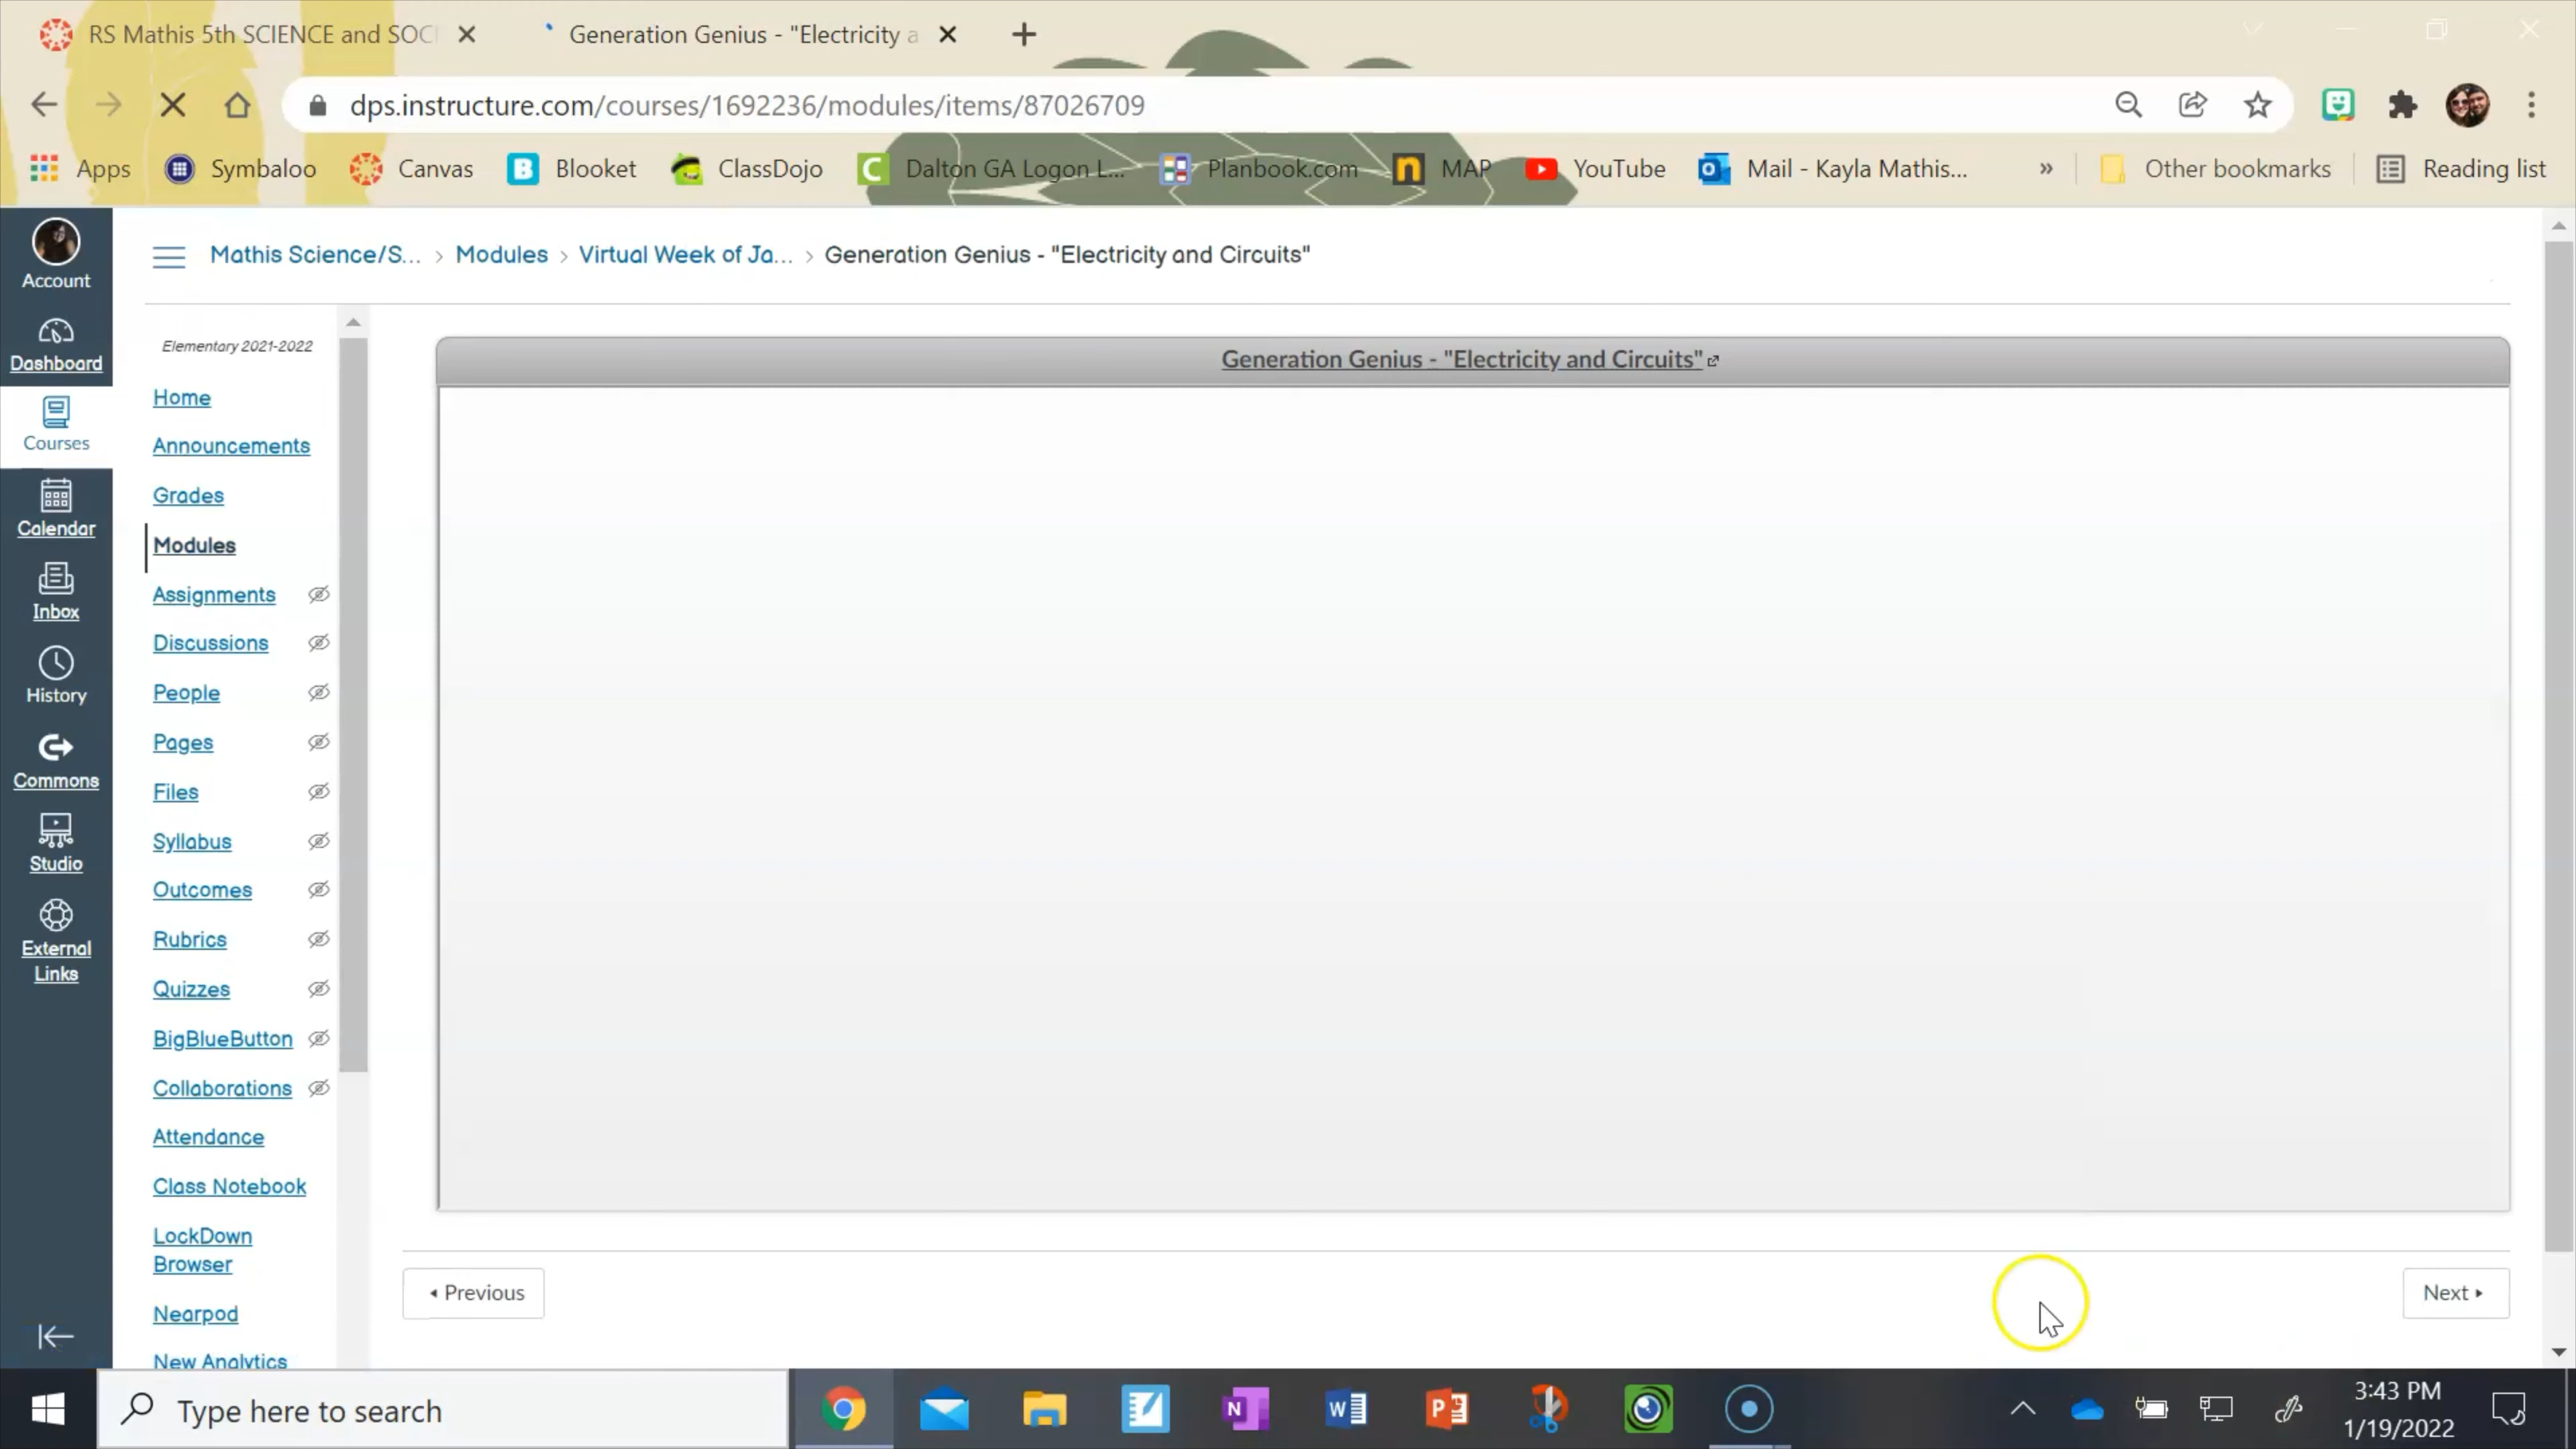 RS Mathis 5th SCIENCE and SOCI
Generation Genius - "Electricity a
dps.instructure.com/courses/1692236/modules/items/87026709
Apps
Symbaloo
Canvas
Blooket
ClassDojo
Dalton GA Logon L...
Planbook.com
MAP
YouTube
Mail - Kayla Mathis...
»
Other bookmarks
Reading list
Mathis Science/S... › Modules › Virtual Week of Ja... › Generation Genius - "Electricity and Circuits"
Account
Dashboard
Courses
Calendar
Inbox
History
Commons
Studio
External
Links
Elementary 2021-2022
Home
Announcements
Grades
Modules
Assignments
Discussions
People
Pages
Files
Syllabus
Outcomes
Rubrics
Quizzes
BigBlueButton
Collaborations
Attendance
Class Notebook
LockDown
Browser
Nearpod
New Analytics
Generation Genius - "Electricity and Circuits"
Previous
Next
Type here to search
3:43 PM
1/19/2022